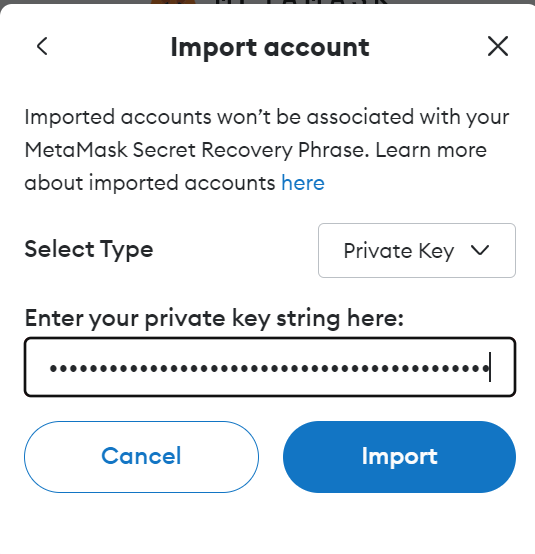 METAMASK
Import account
Imported accounts won’t be associated with your
MetaMask Secret Recovery Phrase. Learn more
about imported accounts here
Select Type
Private Key
Enter your private key string here:
••••••••••••••••••••••••••••••••••••••••••••
Cancel
Import